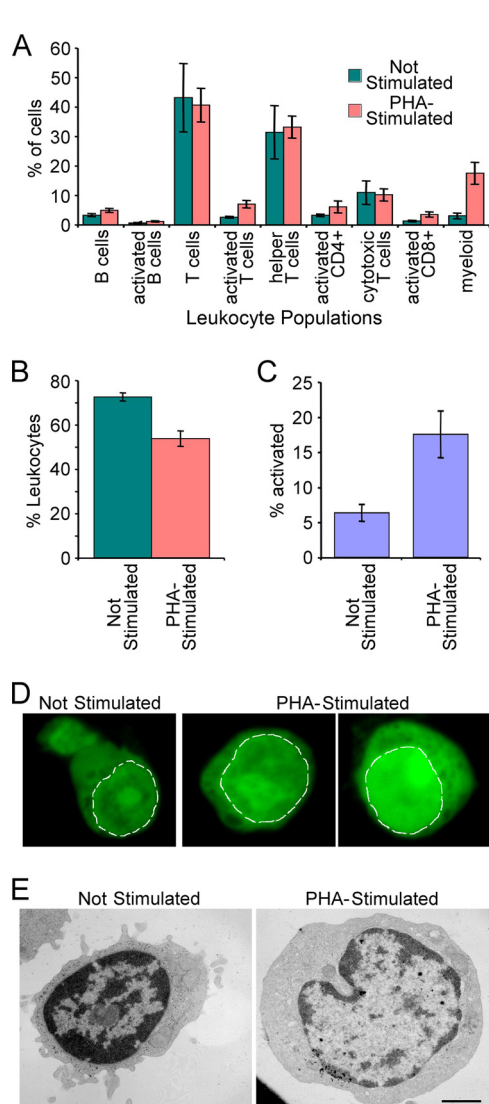 A
60
50
40
30
20
10
0
% of cells
Not
Stimulated
PHA-
Stimulated
B cells
activated
B cells
T cells
activated
T cells
helper
T cells
activated
CD4+
cytotoxic
T cells
activated
CD8+
myeloid
Leukocyte Populations
B
80
60
40
20
0
% Leukocytes
Not
Stimulated
PHA-
Stimulated
C
25
20
15
10
5
0
% activated
Not
Stimulated
PHA-
Stimulated
D
Not Stimulated
PHA-Stimulated
E
Not Stimulated
PHA-Stimulated